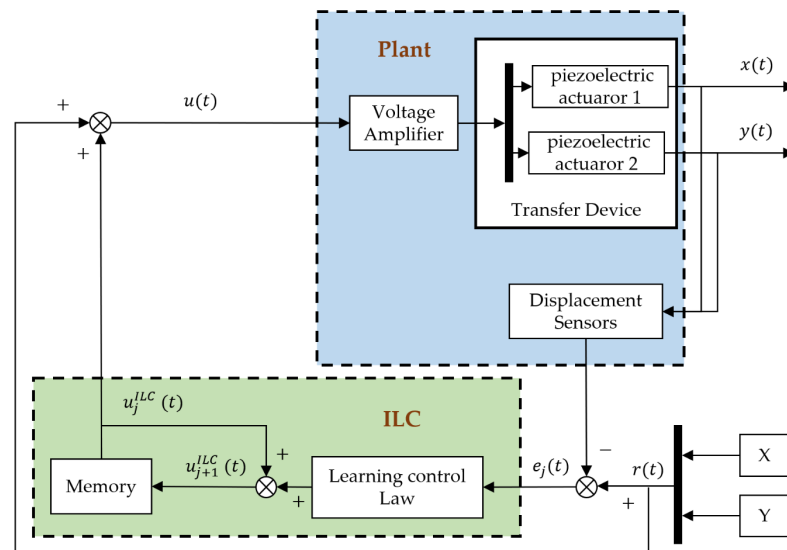 Plant
piezoelectric
actuaror 1
x(t)
+
u(t)
Voltage
Amplifier
y(t)
+
piezoelectric
actuaror 2
Transfer Device
Displacement
Sensors
u_j^{ILC}(t)
ILC
−
+
u_{j+1}^{ILC}(t)
e_j(t)
r(t)
X
Memory
+
Learning control
Law
+
Y